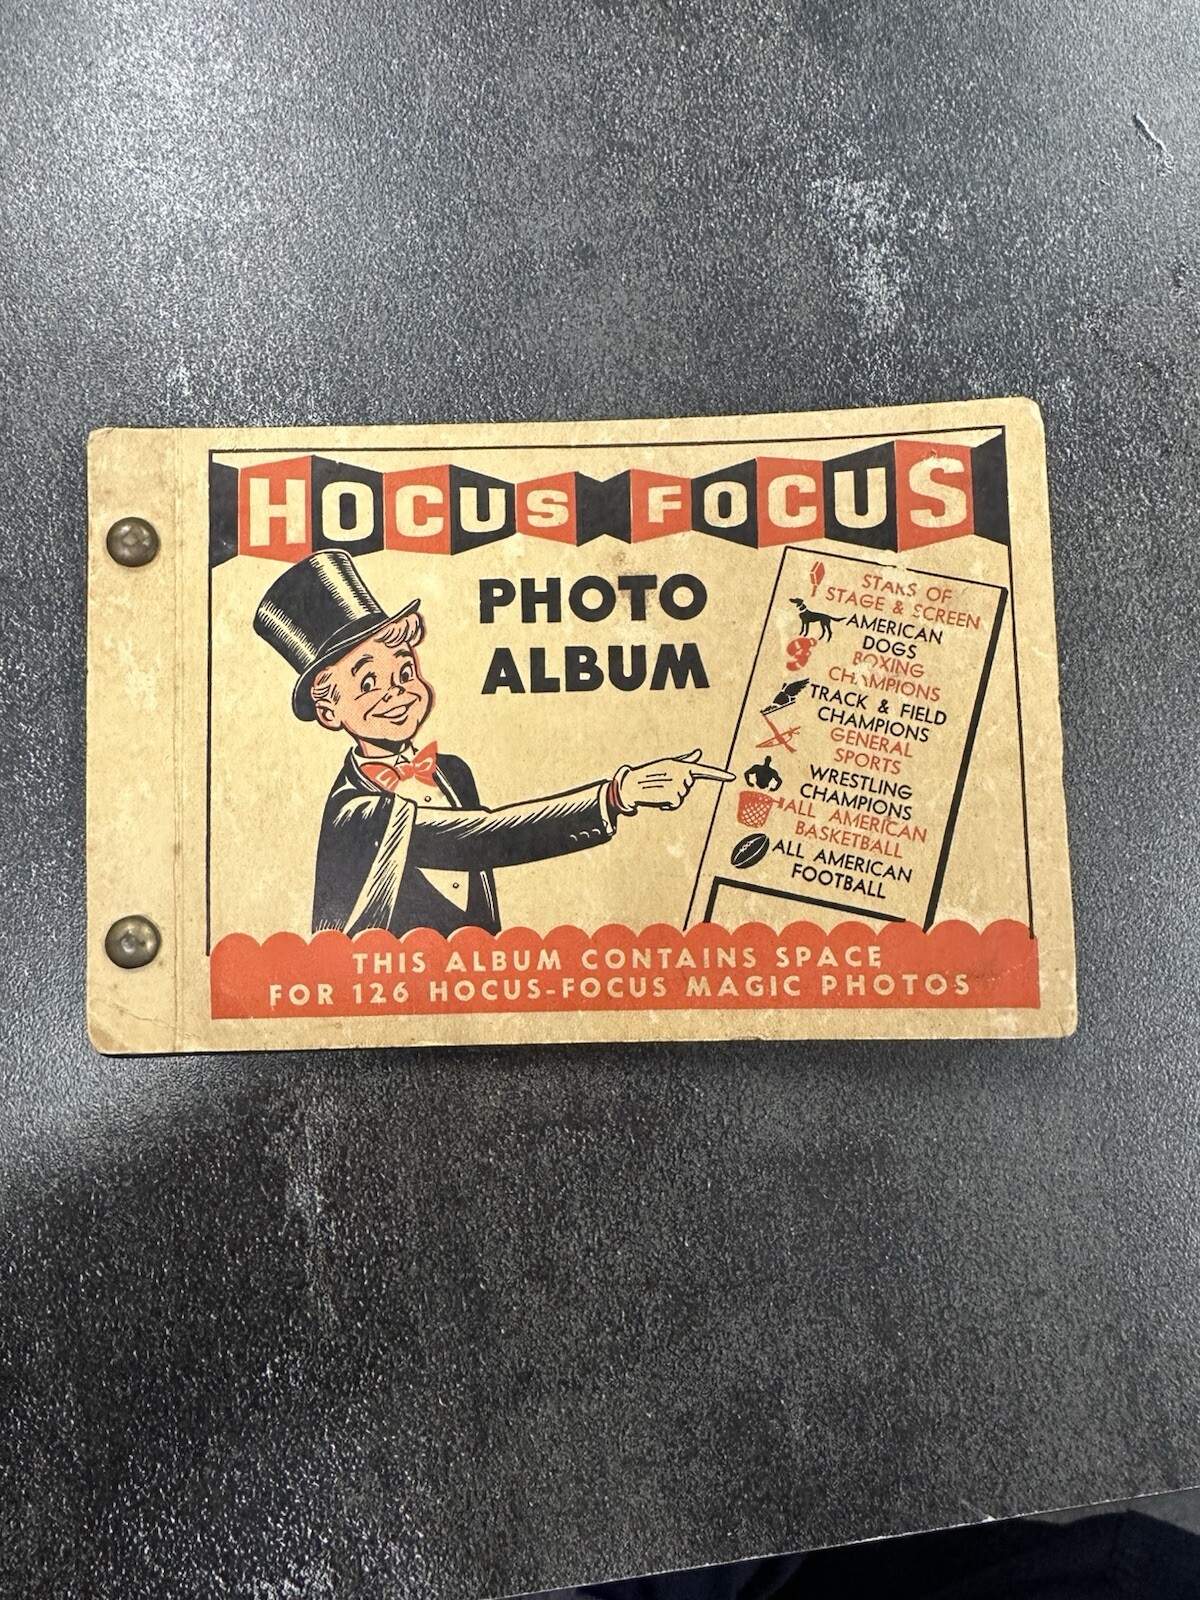 HOCUS FOCUS
PHOTO
ALBUM
STARS OF
STAGE & SCREEN
AMERICAN
DOGS
BOXING
CHAMPIONS
TRACK & FIELD
CHAMPIONS
GENERAL
SPORTS
WRESTLING
CHAMPIONS
ALL AMERICAN
BASKETBALL
ALL AMERICAN
FOOTBALL
THIS ALBUM CONTAINS SPACE
FOR 126 HOCUS-FOCUS MAGIC PHOTOS